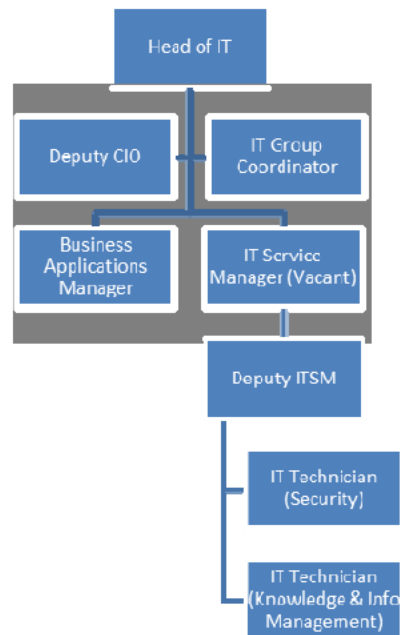 Head of IT
Deputy CIO
IT Group
Coordinator
Business
Applications
Manager
IT Service
Manager (Vacant)
Deputy ITSM
IT Technician
(Security)
IT Technician
(Knowledge & Info
Management)